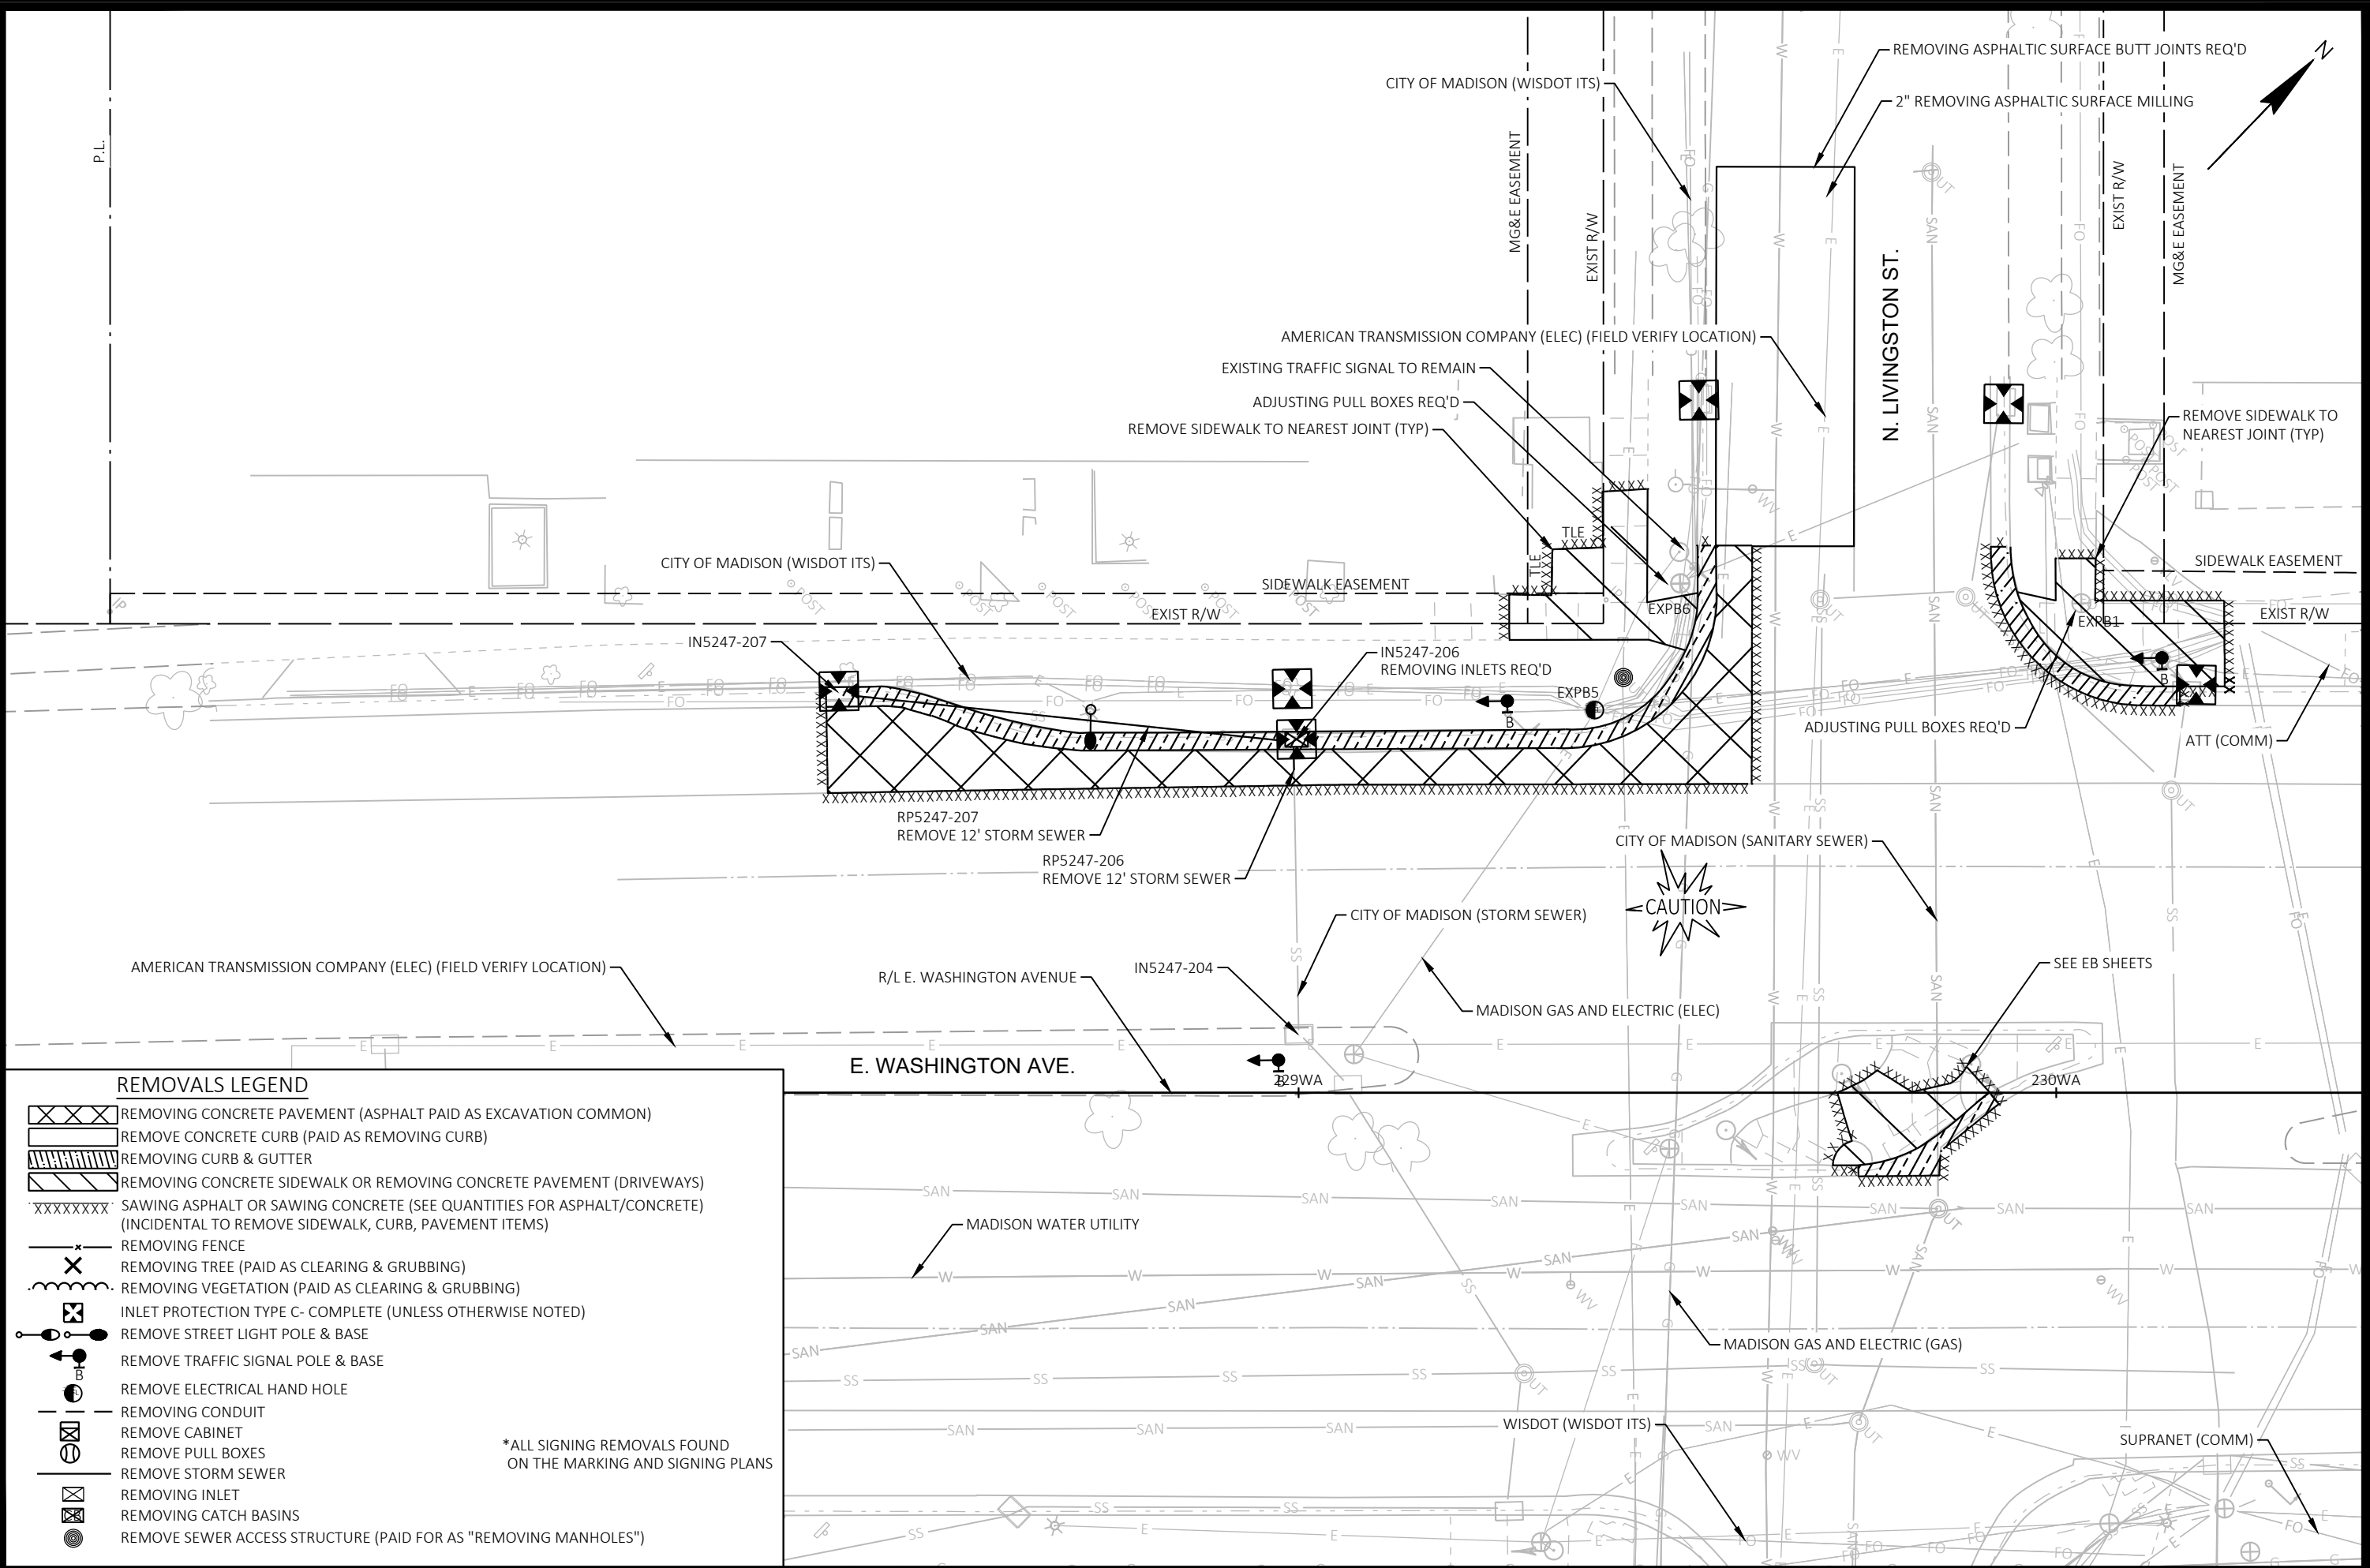 REMOVING ASPHALTIC SURFACE BUTT JOINTS REQ'D
CITY OF MADISON (WISDOT ITS)
2" REMOVING ASPHALTIC SURFACE MILLING
N
P.L.
MG&E EASEMENT
EXIST R/W
N. LIVINGSTON ST.
EXIST R/W
MG&E EASEMENT
AMERICAN TRANSMISSION COMPANY (ELEC) (FIELD VERIFY LOCATION)
EXISTING TRAFFIC SIGNAL TO REMAIN
ADJUSTING PULL BOXES REQ'D
REMOVE SIDEWALK TO NEAREST JOINT (TYP)
REMOVE SIDEWALK TO
NEAREST JOINT (TYP)
TLE
TLE
CITY OF MADISON (WISDOT ITS)
SIDEWALK EASEMENT
SIDEWALK EASEMENT
EXIST R/W
EXPB6
EXPB1
EXIST R/W
IN5247-207
IN5247-206
REMOVING INLETS REQ'D
EXPB5
B
B
ADJUSTING PULL BOXES REQ'D
ATT (COMM)
RP5247-207
REMOVE 12' STORM SEWER
RP5247-206
REMOVE 12' STORM SEWER
CITY OF MADISON (SANITARY SEWER)
CAUTION
CITY OF MADISON (STORM SEWER)
AMERICAN TRANSMISSION COMPANY (ELEC) (FIELD VERIFY LOCATION)
R/L E. WASHINGTON AVENUE
IN5247-204
SEE EB SHEETS
MADISON GAS AND ELECTRIC (ELEC)
E. WASHINGTON AVE.
B
229WA
230WA
MADISON WATER UTILITY
MADISON GAS AND ELECTRIC (GAS)
WISDOT (WISDOT ITS)
SUPRANET (COMM)
REMOVALS LEGEND
REMOVING CONCRETE PAVEMENT (ASPHALT PAID AS EXCAVATION COMMON)
REMOVE CONCRETE CURB (PAID AS REMOVING CURB)
REMOVING CURB & GUTTER
REMOVING CONCRETE SIDEWALK OR REMOVING CONCRETE PAVEMENT (DRIVEWAYS)
SAWING ASPHALT OR SAWING CONCRETE (SEE QUANTITIES FOR ASPHALT/CONCRETE)
(INCIDENTAL TO REMOVE SIDEWALK, CURB, PAVEMENT ITEMS)
REMOVING FENCE
REMOVING TREE (PAID AS CLEARING & GRUBBING)
REMOVING VEGETATION (PAID AS CLEARING & GRUBBING)
INLET PROTECTION TYPE C- COMPLETE (UNLESS OTHERWISE NOTED)
REMOVE STREET LIGHT POLE & BASE
REMOVE TRAFFIC SIGNAL POLE & BASE
B
REMOVE ELECTRICAL HAND HOLE
REMOVING CONDUIT
REMOVE CABINET
REMOVE PULL BOXES
REMOVE STORM SEWER
REMOVING INLET
REMOVING CATCH BASINS
REMOVE SEWER ACCESS STRUCTURE (PAID FOR AS "REMOVING MANHOLES")
*ALL SIGNING REMOVALS FOUND
ON THE MARKING AND SIGNING PLANS